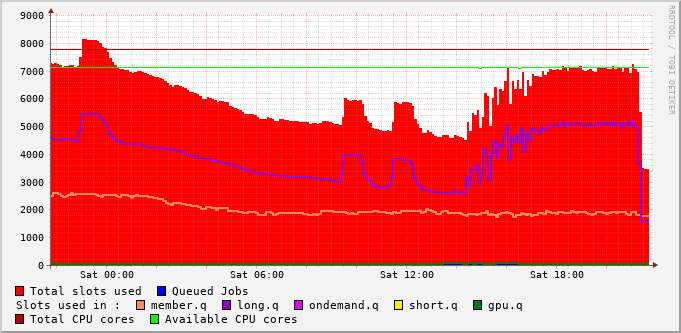 9000
8000
7000
6000
5000
4000
3000
2000
1000
0
Sat 00:00 Sat 06:00 Sat 12:00 Sat 18:00
RRDTOOL / TOBI OETIKER
Total slots used Queued Jobs
Slots used in : member.q long.q ondemand.q short.q gpu.q
Total CPU cores Available CPU cores